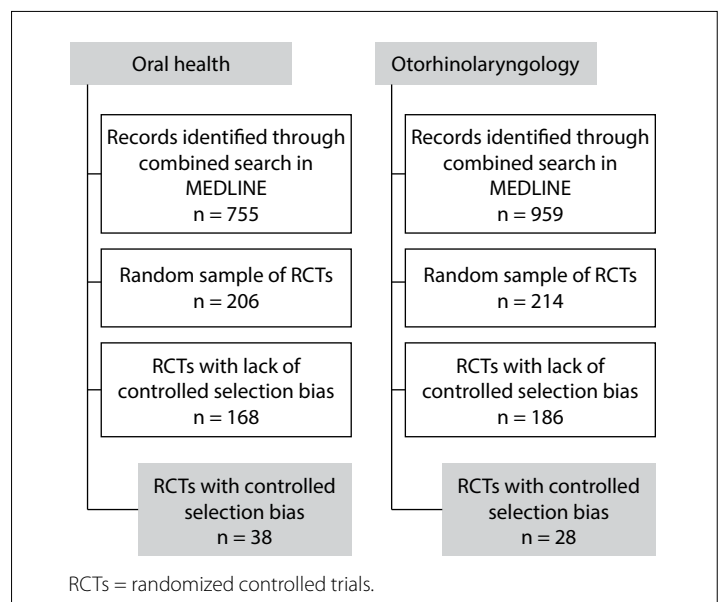 Oral health
Records identified through
combined search in
MEDLINE
n = 755
Random sample of RCTs
n = 206
RCTs with lack of
controlled selection bias
n = 168
RCTs with controlled
selection bias
n = 38
Otorhinolaryngology
Records identified through
combined search in
MEDLINE
n = 959
Random sample of RCTs
n = 214
RCTs with lack of
controlled selection bias
n = 186
RCTs with controlled
selection bias
n = 28
RCTs = randomized controlled trials.